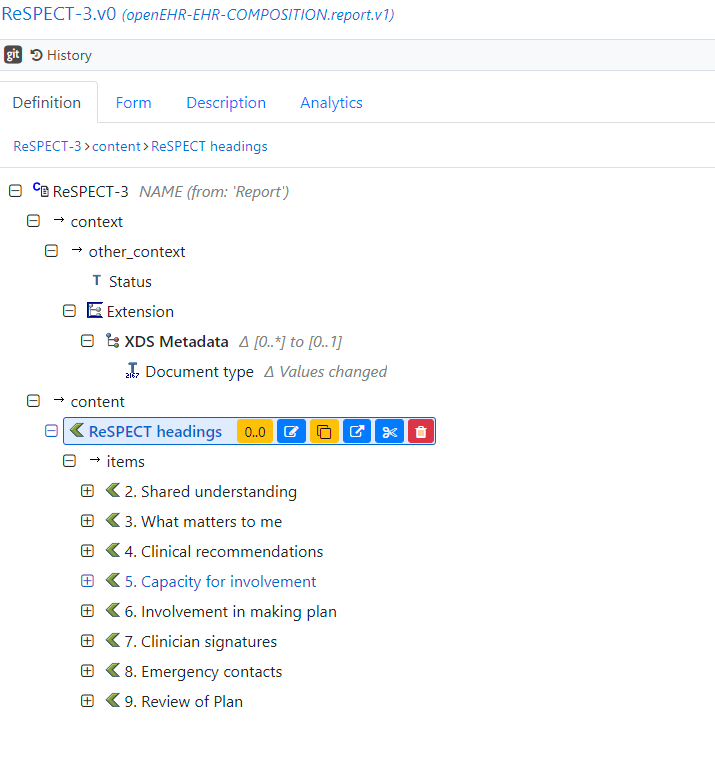 ReSPECT-3.v0 (openEHR-EHR-COMPOSITION.report.v1)
git History
Definition Form Description Analytics
ReSPECT-3 > content > ReSPECT headings
ReSPECT-3 NAME (from: 'Report')
→ context
→ other_context
T Status
Extension
XDS Metadata Δ [0..*] to [0..1]
Document type Δ Values changed
→ content
ReSPECT headings 0..0
→ items
2. Shared understanding
3. What matters to me
4. Clinical recommendations
5. Capacity for involvement
6. Involvement in making plan
7. Clinician signatures
8. Emergency contacts
9. Review of Plan